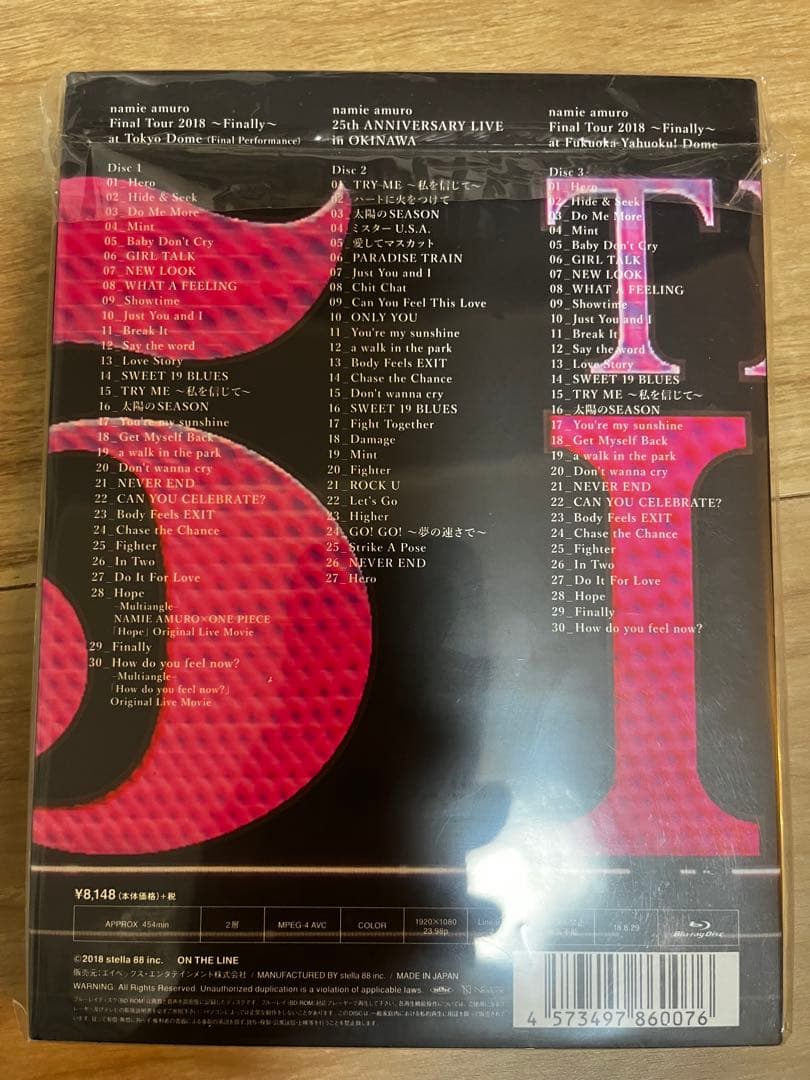 namie amuro
Final Tour 2018 ～Finally～
at Tokyo Dome (Final Performance)
Disc 1
01_Hero
02_Hide & Seek
03_Do Me More
04_Mint
05_Baby Don't Cry
06_GIRL TALK
07_NEW LOOK
08_WHAT A FEELING
09_Showtime
10_Just You and I
11_Break It
12_Say the word
13_Love Story
14_SWEET 19 BLUES
15_TRY ME ～私を信じて～
16_太陽のSEASON
17_You're my sunshine
18_Get Myself Back
19_a walk in the park
20_Don't wanna cry
21_NEVER END
22_CAN YOU CELEBRATE?
23_Body Feels EXIT
24_Chase the Chance
25_Fighter
26_In Two
27_Do It For Love
28_Hope
-Multiangle-
NAMIE AMURO×ONE PIECE
「Hope」Original Live Movie
29_Finally
30_How do you feel now?
-Multiangle-
「How do you feel now?」
Original Live Movie
namie amuro
25th ANNIVERSARY LIVE
in OKINAWA
Disc 2
01_TRY ME ～私を信じて～
02_ハートに火をつけて
03_太陽のSEASON
04_ミスター U.S.A.
05_愛してマスカット
06_PARADISE TRAIN
07_Just You and I
08_Chit Chat
09_Can You Feel This Love
10_ONLY YOU
11_You're my sunshine
12_a walk in the park
13_Body Feels EXIT
14_Chase the Chance
15_Don't wanna cry
16_SWEET 19 BLUES
17_Fight Together
18_Damage
19_Mint
20_Fighter
21_ROCK U
22_Let's Go
23_Higher
24_GO! GO! ～夢の速さで～
25_Strike A Pose
26_NEVER END
27_Hero
namie amuro
Final Tour 2018 ～Finally～
at Fukuoka Yahuoku! Dome
Disc 3
01_Hero
02_Hide & Seek
03_Do Me More
04_Mint
05_Baby Don't Cry
06_GIRL TALK
07_NEW LOOK
08_WHAT A FEELING
09_Showtime
10_Just You and I
11_Break It
12_Say the word
13_Love Story
14_SWEET 19 BLUES
15_TRY ME ～私を信じて～
16_太陽のSEASON
17_You're my sunshine
18_Get Myself Back
19_a walk in the park
20_Don't wanna cry
21_NEVER END
22_CAN YOU CELEBRATE?
23_Body Feels EXIT
24_Chase the Chance
25_Fighter
26_In Two
27_Do It For Love
28_Hope
29_Finally
30_How do you feel now?
¥8,148(本体価格)+税
APPROX 454min
2層
MPEG-4 AVC
COLOR
1920×1080
23.98p
'18.8.29
Blu-ray Disc
©2018 stella 88 inc. ON THE LINE
販売元:エイベックス・エンタテインメント株式会社 / MANUFACTURED BY stella 88 inc. / MADE IN JAPAN
WARNING: All Rights Reserved. Unauthorized duplication is a violation of applicable laws.
4 573497 860076